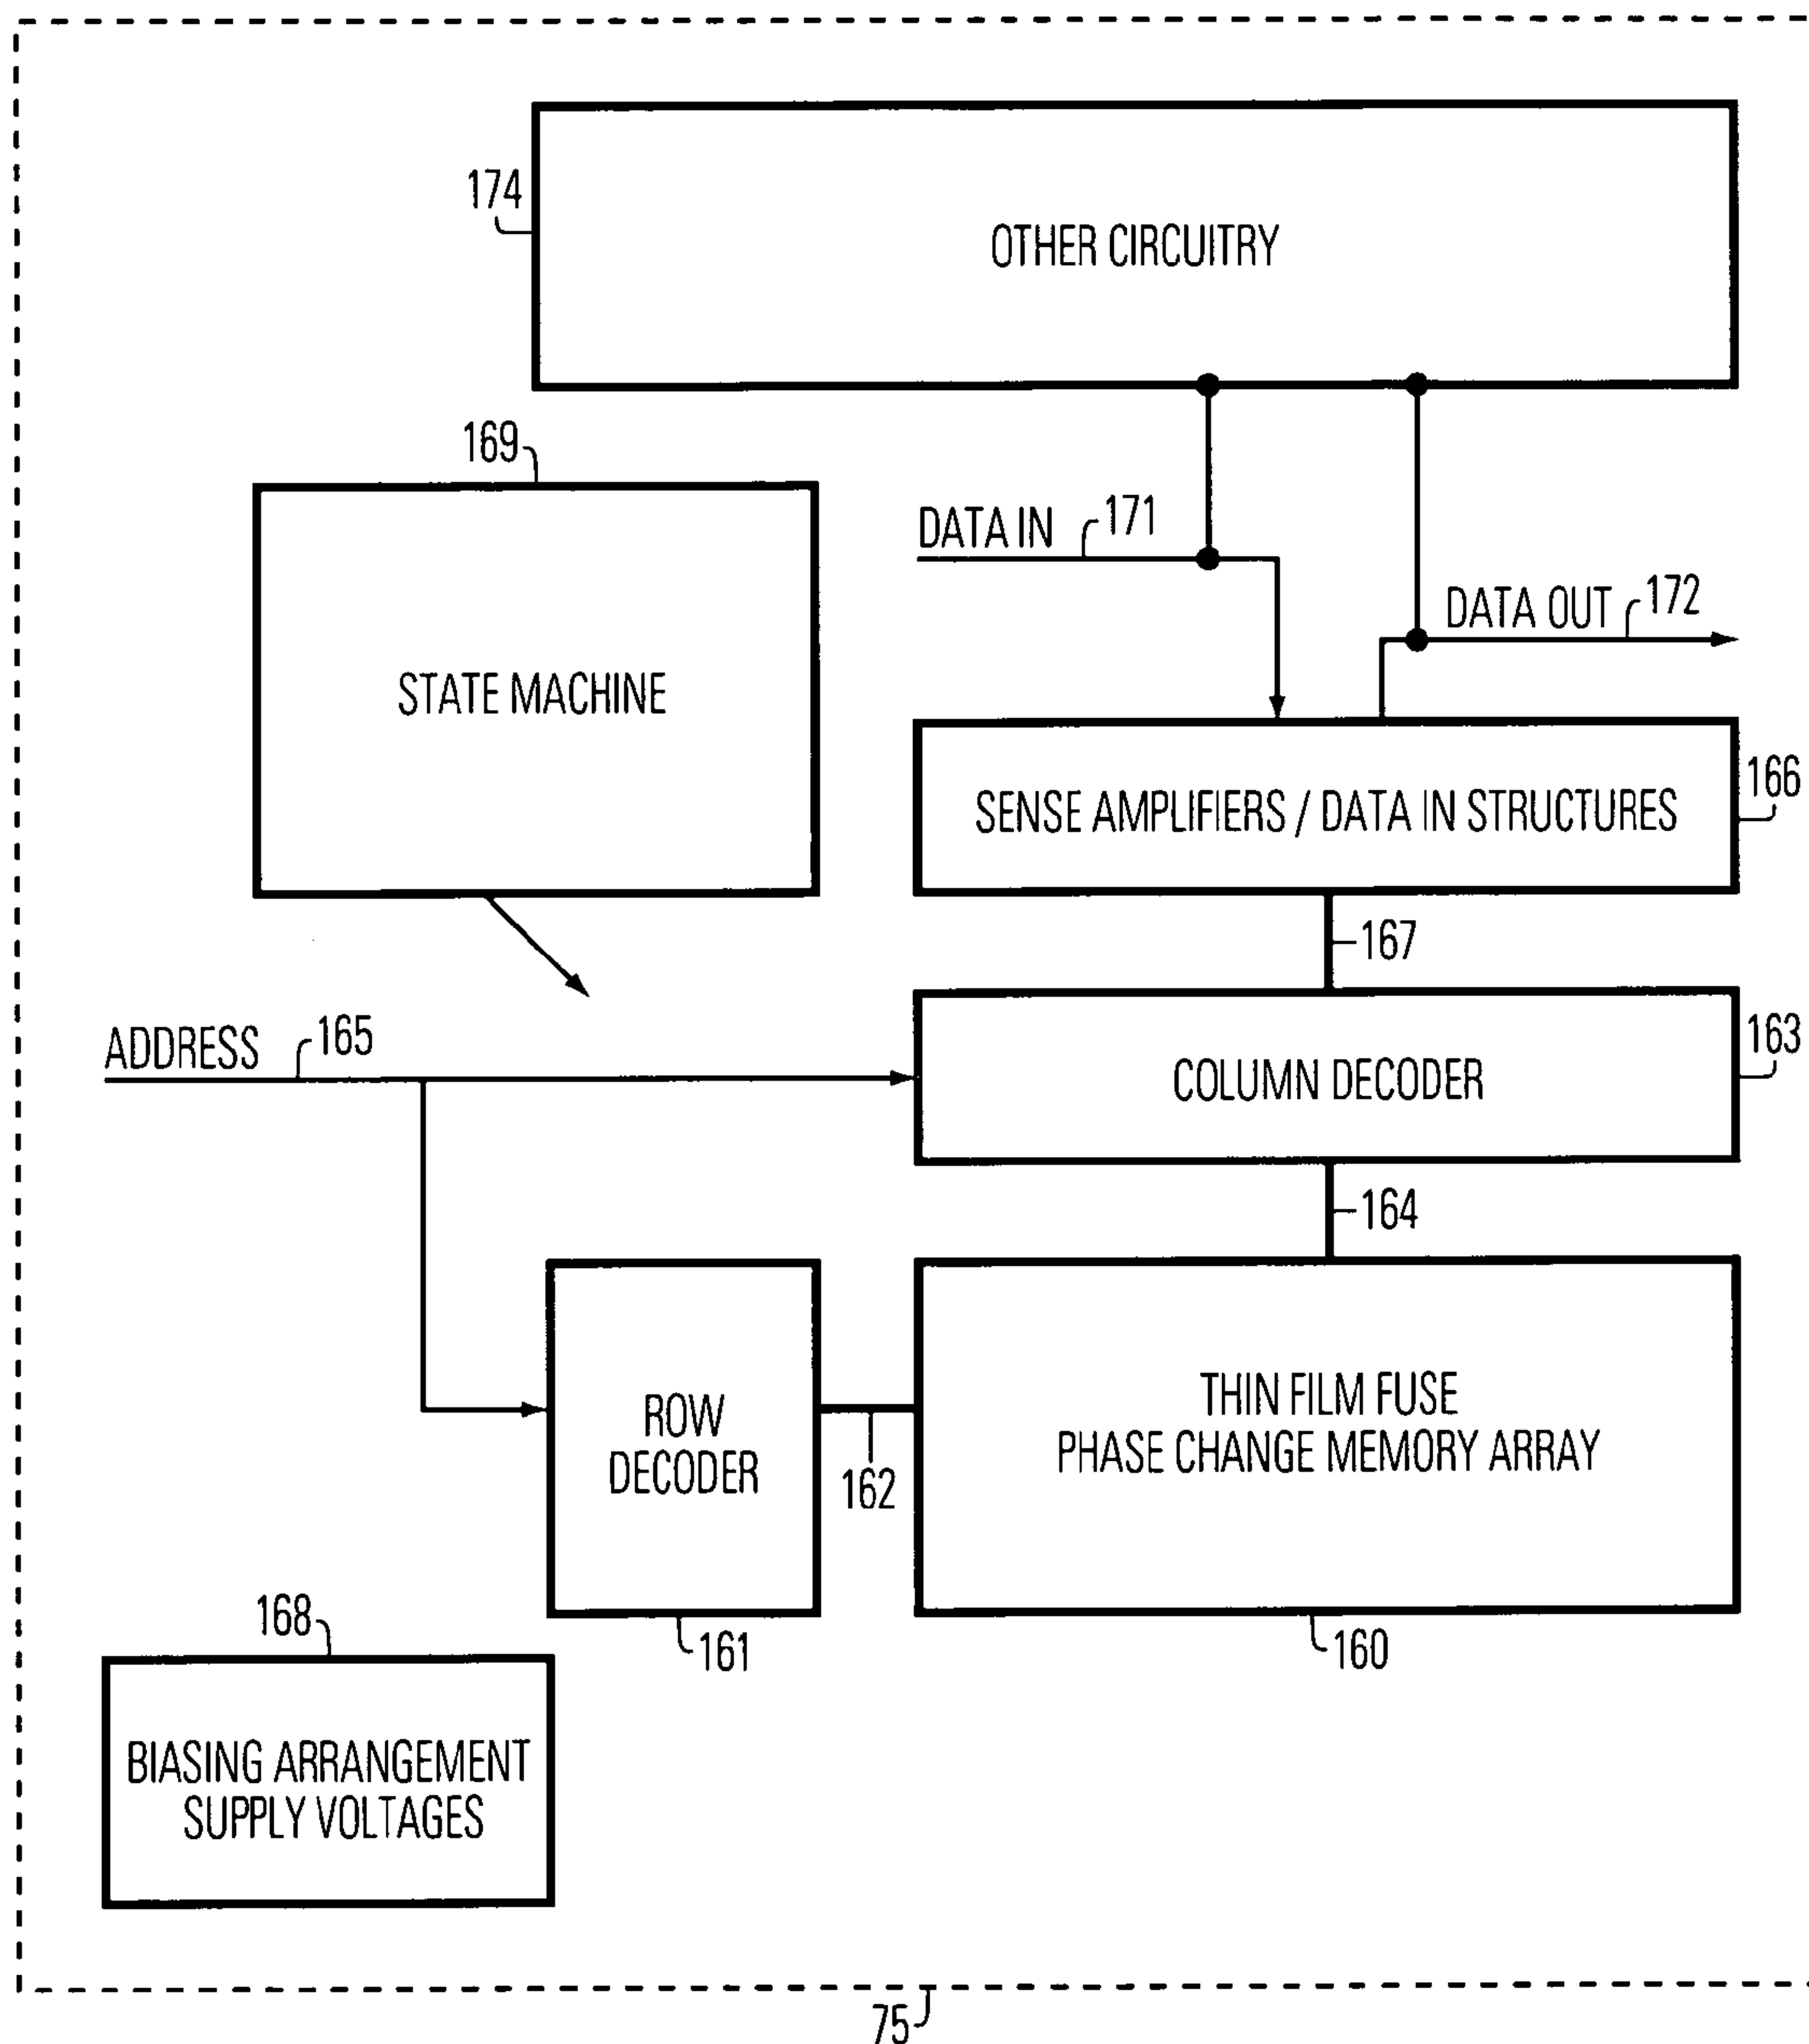 174
OTHER CIRCUITRY
169
STATE MACHINE
DATA IN
171
DATA OUT
172
SENSE AMPLIFIERS / DATA IN STRUCTURES
166
167
ADDRESS
165
COLUMN DECODER
163
164
ROW
DECODER
161
162
THIN FILM FUSE
PHASE CHANGE MEMORY ARRAY
160
168
BIASING ARRANGEMENT
SUPPLY VOLTAGES
75